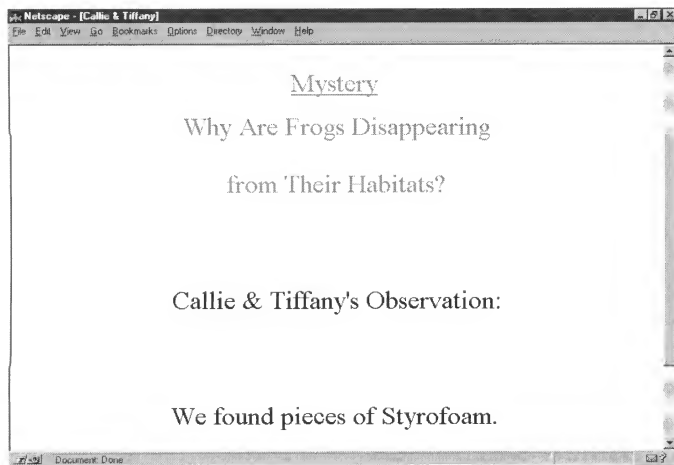 Netscape - [Callie & Tiffany]
File Edit View Go Bookmarks Options Directory Window Help
Mystery
Why Are Frogs Disappearing
from Their Habitats?
Callie & Tiffany's Observation:
We found pieces of Styrofoam.
Document: Done